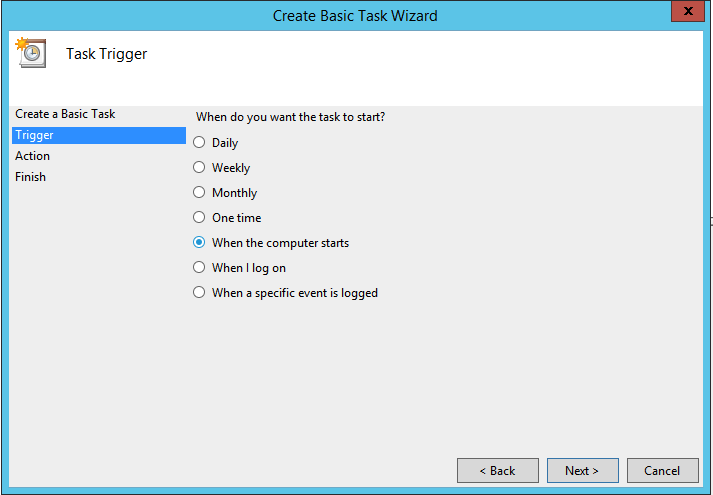 Create Basic Task Wizard
x
Task Trigger
Create a Basic Task
Trigger
Action
Finish
When do you want the task to start?
Daily
Weekly
Monthly
One time
When the computer starts
When I log on
When a specific event is logged
< Back
Next >
Cancel